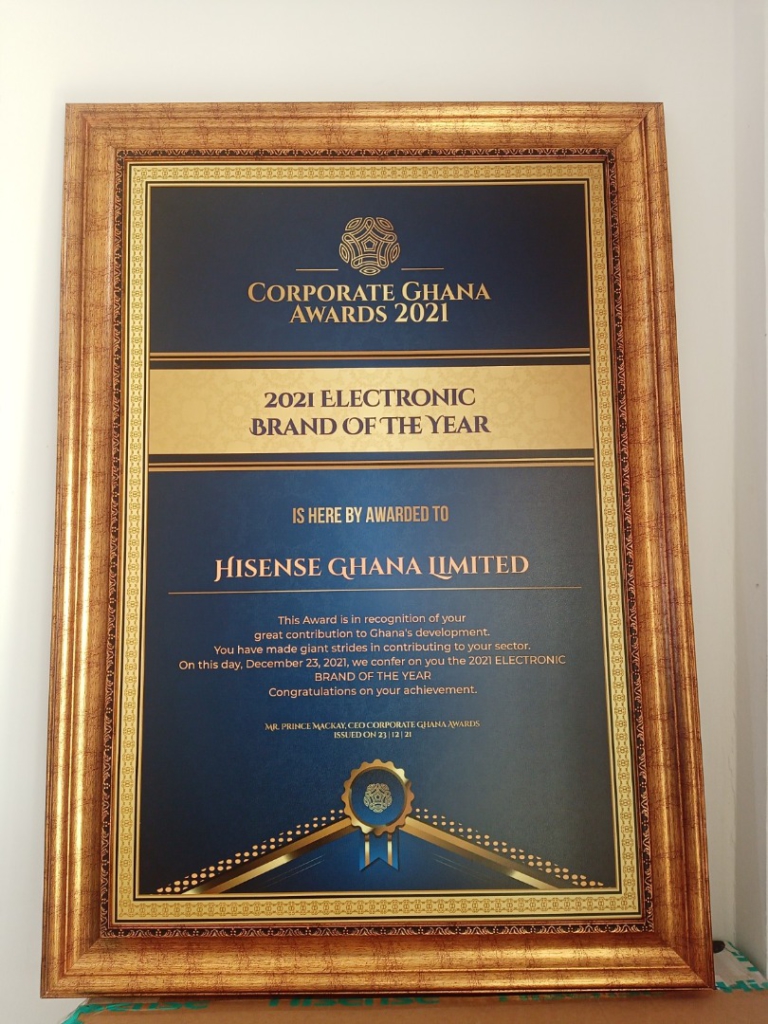 CORPORATE GHANA
AWARDS 2021
2021 ELECTRONIC
BRAND OF THE YEAR
IS HERE BY AWARDED TO
HISENSE GHANA LIMITED
This Award is in recognition of your
great contribution to Ghana's development.
You have made giant strides in contributing to your sector.
On this day, December 23, 2021, we confer on you the 2021 ELECTRONIC
BRAND OF THE YEAR
Congratulations on your achievement.
MR. PRINCE MACKAY, CEO CORPORATE GHANA AWARDS
ISSUED ON 23 | 12 | 21
Hisense